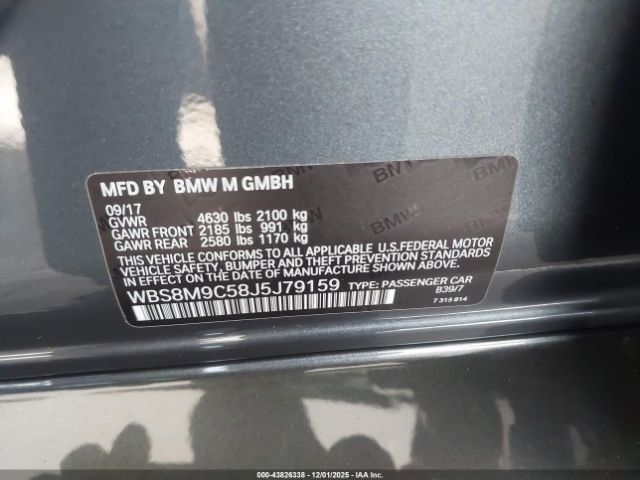 MFD BY BMW M GMBH
09/17
GVWR 4630 lbs 2100 kg
GAWR FRONT 2185 lbs 991 kg
GAWR REAR 2580 lbs 1170 kg
THIS VEHICLE CONFORMS TO ALL APPLICABLE U.S.FEDERAL MOTOR
VEHICLE SAFETY, BUMPER AND THEFT PREVENTION STANDARDS
IN EFFECT ON THE DATE OF MANUFACTURE SHOWN ABOVE.
WBS8M9C58J5J79159 TYPE: PASSENGER CAR
B39/7
7 315 814
000-43826338 - 12/01/2025 - IAAI.COM